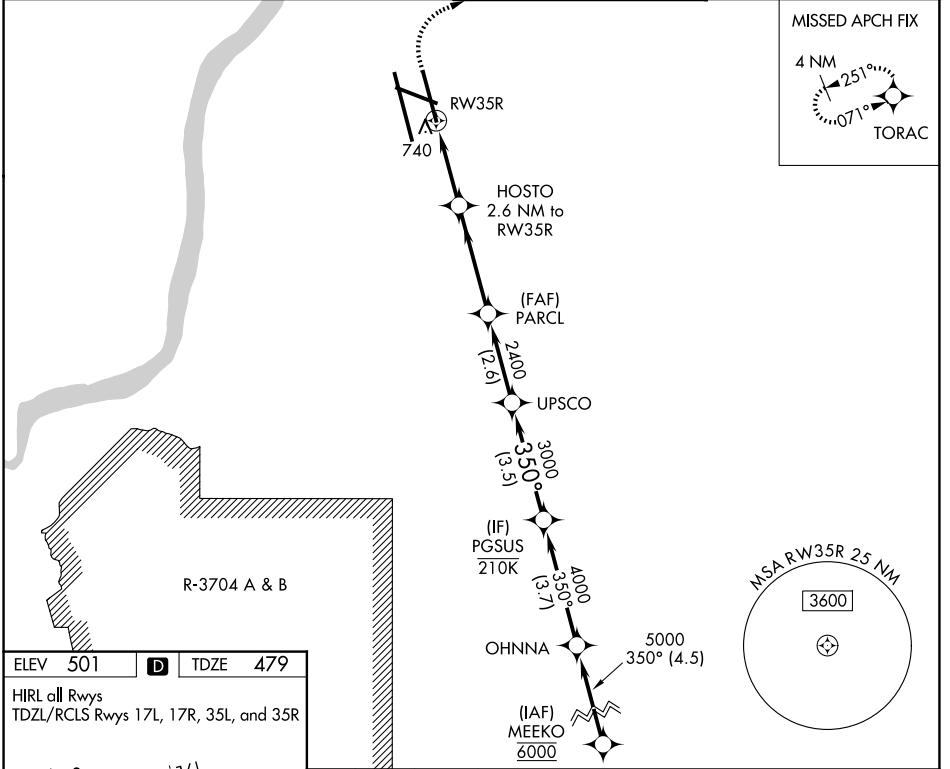 MISSED APCH FIX
4 NM
251°
071°
TORAC
RW35R
740
HOSTO
2.6 NM to
RW35R
(FAF)
PARCL
2400
(2.6)
UPSCO
3000
350°
(3.5)
(IF)
PGSUS
210K
4000
350°
(3.7)
R-3704 A & B
MSA RW35R 25 NM
3600
OHNNA
5000
350° (4.5)
(IAF)
MEEKO
6000
ELEV 501 D TDZE 479
HIRL all Rwys
TDZL/RCLS Rwys 17L, 17R, 35L, and 35R